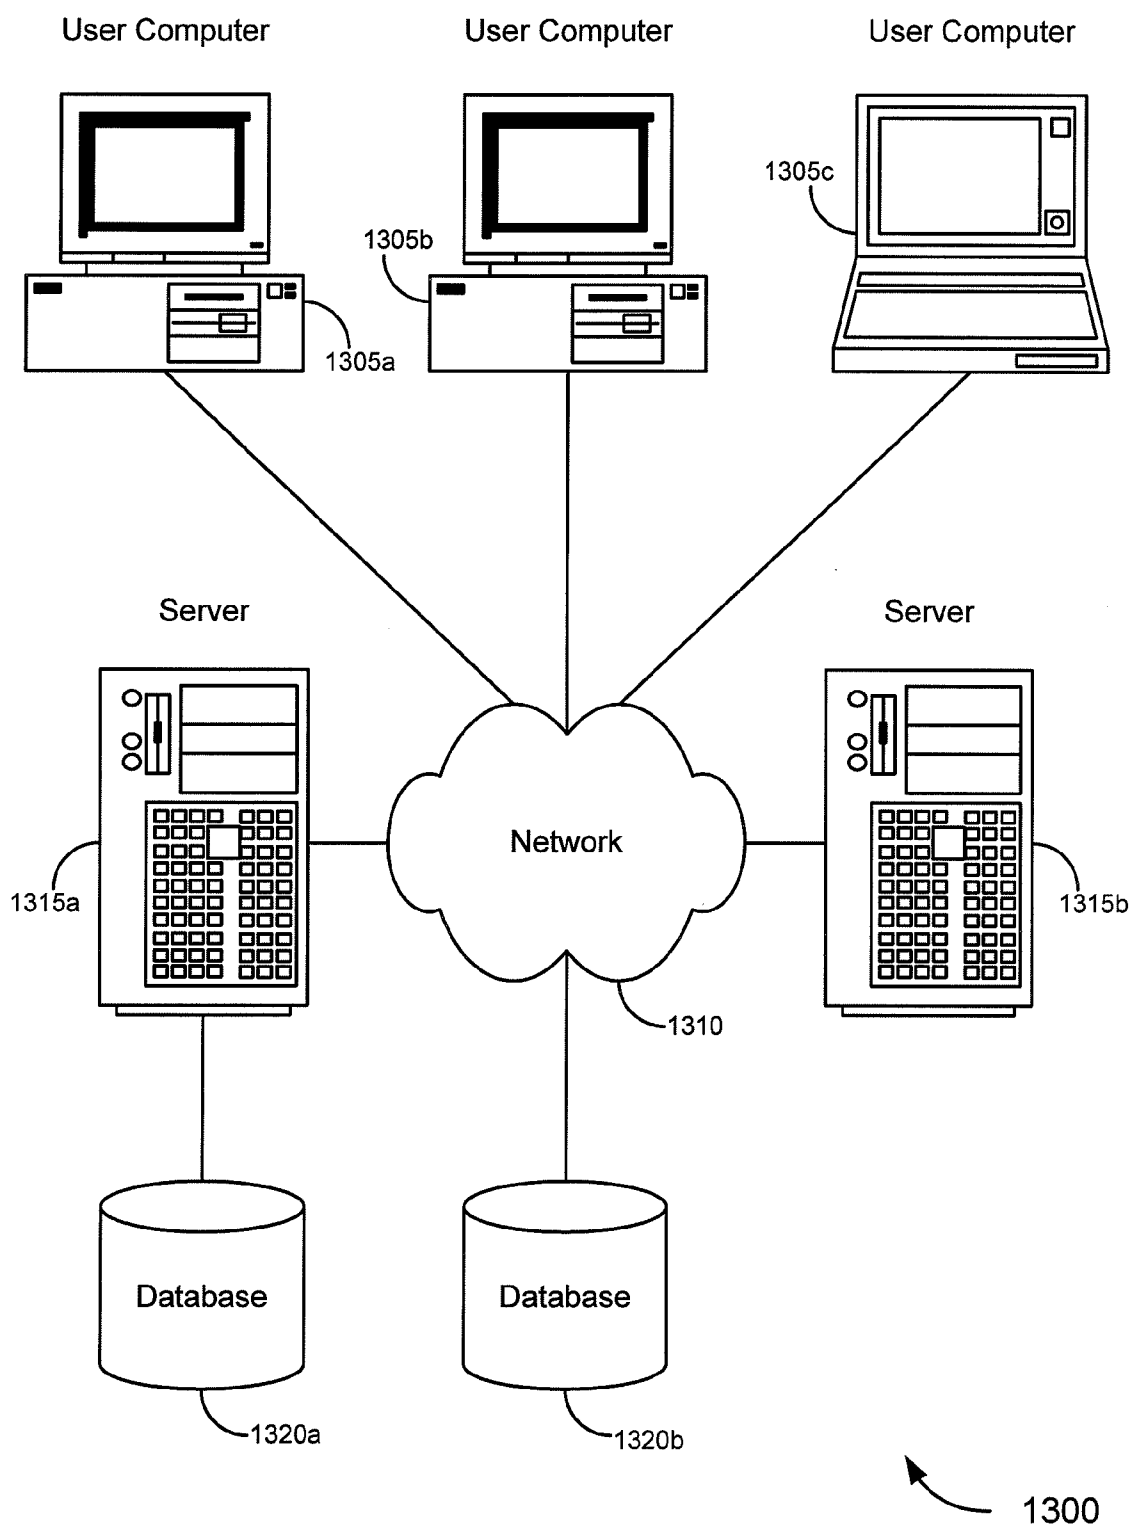 User Computer
User Computer
User Computer
1305a
1305b
1305c
Server
Server
Network
1315a
1315b
1310
Database
Database
1320a
1320b
1300